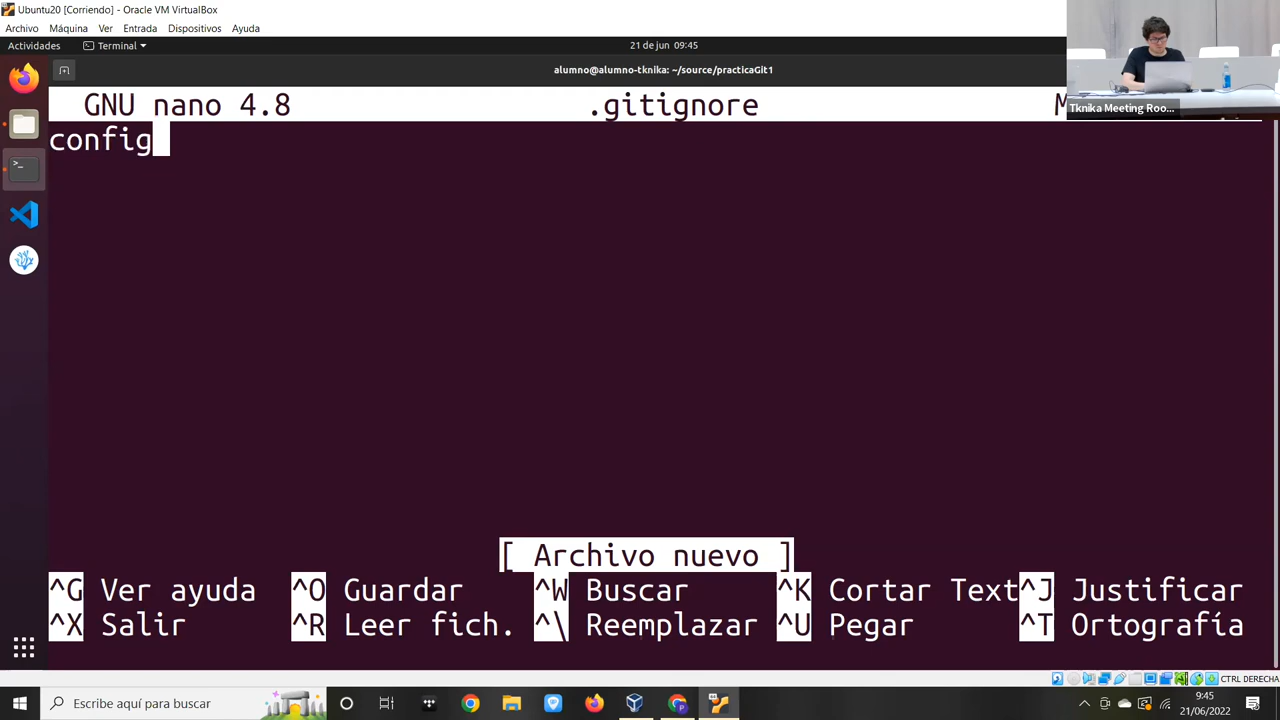 Ubuntu20 [Corriendo] - Oracle VM VirtualBox
Archivo Máquina Ver Entrada Dispositivos Ayuda
Actividades Terminal 21 de jun 09:45
alumno@alumno-tknika: ~/source/practicaGit1
Tknika Meeting Roo...
GNU nano 4.8 .gitignore
config
[ Archivo nuevo ]
^G Ver ayuda ^O Guardar ^W Buscar ^K Cortar Text ^J Justificar
^X Salir ^R Leer fich. ^\ Reemplazar ^U Pegar ^T Ortografía
CTRL DERECHA
Escribe aquí para buscar
9:45
21/06/2022